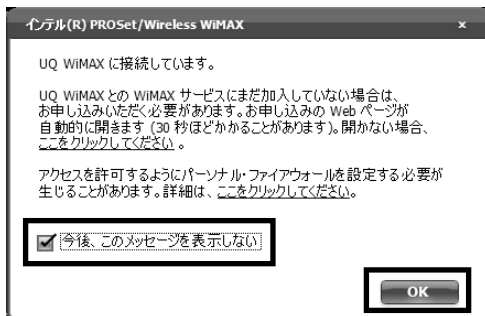 インテル(R) PROSet/Wireless WiMAX
x
UQ WiMAX に接続しています。
UQ WiMAX との WiMAX サービスにまだ加入していない場合は、
お申し込みいただく必要があります。お申し込みの Web ページが
自動的に開きます (30 秒ほどかかることがあります)。開かない場合、
ここをクリックしてください 。
アクセスを許可するようにパーソナル・ファイアウォールを設定する必要が
生じることがあります。詳細は、ここをクリックしてください。
今後、このメッセージを表示しない
OK